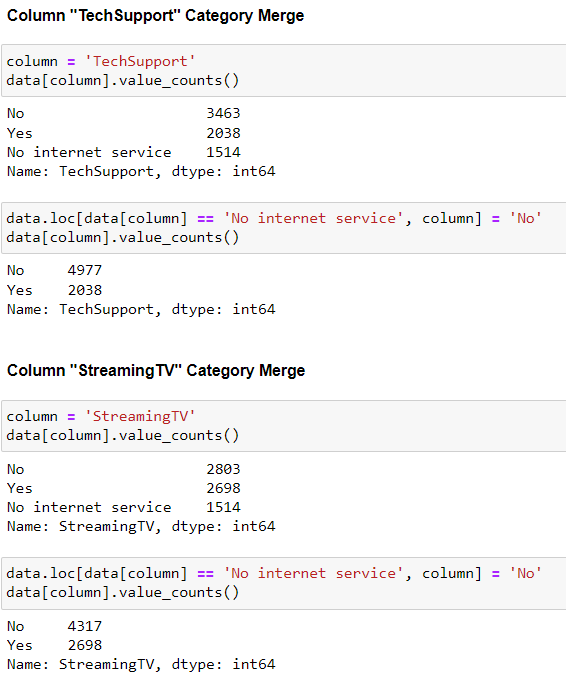 Column "TechSupport" Category Merge
column = 'TechSupport'
data[column].value_counts()
No                     3463
Yes                    2038
No internet service    1514
Name: TechSupport, dtype: int64
data.loc[data[column] == 'No internet service', column] = 'No'
data[column].value_counts()
No     4977
Yes    2038
Name: TechSupport, dtype: int64
Column "StreamingTV" Category Merge
column = 'StreamingTV'
data[column].value_counts()
No                     2803
Yes                    2698
No internet service    1514
Name: StreamingTV, dtype: int64
data.loc[data[column] == 'No internet service', column] = 'No'
data[column].value_counts()
No     4317
Yes    2698
Name: StreamingTV, dtype: int64